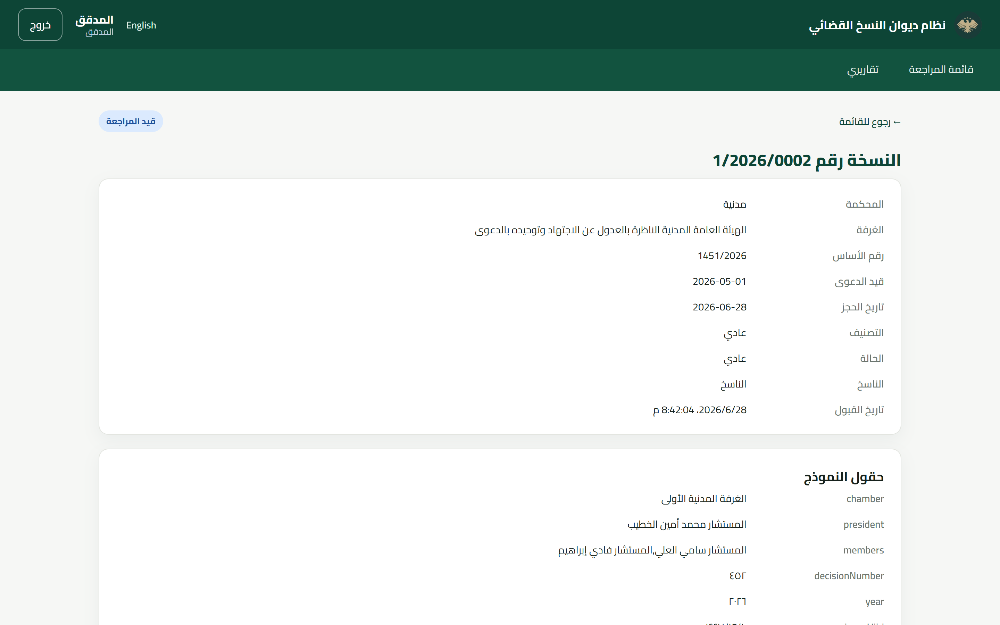 نظام ديوان النسخ القضائي
English
المدقق
المدقق
خروج
قائمة المراجعة
تقاريري
← رجوع للقائمة
قيد المراجعة
النسخة رقم 1/2026/0002
المحكمة مدنية
الغرفة الهيئة العامة المدنية الناظرة بالعدول عن الاجتهاد وتوحيده بالدعوى
رقم الأساس 1451/2026
قيد الدعوى 2026-05-01
تاريخ الحجز 2026-06-28
التصنيف عادي
الحالة عادي
الناسخ الناسخ
تاريخ القبول 2026/6/28، 8:42:04 م
حقول النموذج
chamber الغرفة المدنية الأولى
president المستشار محمد أمين الخطيب
members المستشار سامي العلي,المستشار فادي إبراهيم
decisionNumber ٤٥٢
year ٢٠٢٦